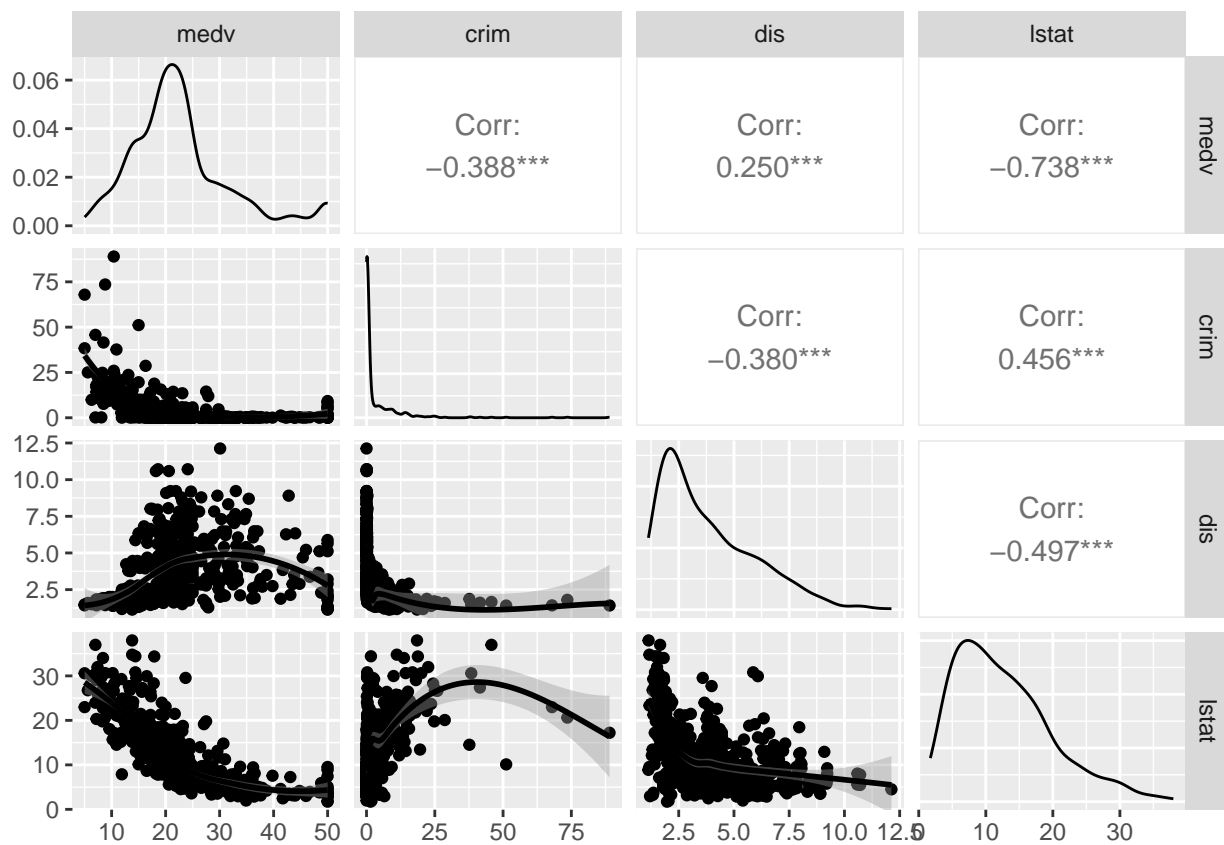 medv crim dis lstat
0.06
0.04
0.02
0.00
Corr:
−0.388***
Corr:
0.250***
Corr:
−0.738***
medv
75
50
25
0
Corr:
−0.380***
Corr:
0.456***
crim
12.5
10.0
7.5
5.0
2.5
Corr:
−0.497***
dis
30
20
10
0
lstat
10 20 30 40 50
0 25 50 75
2.5 5.0 7.5 10.0 12.5
0 10 20 30